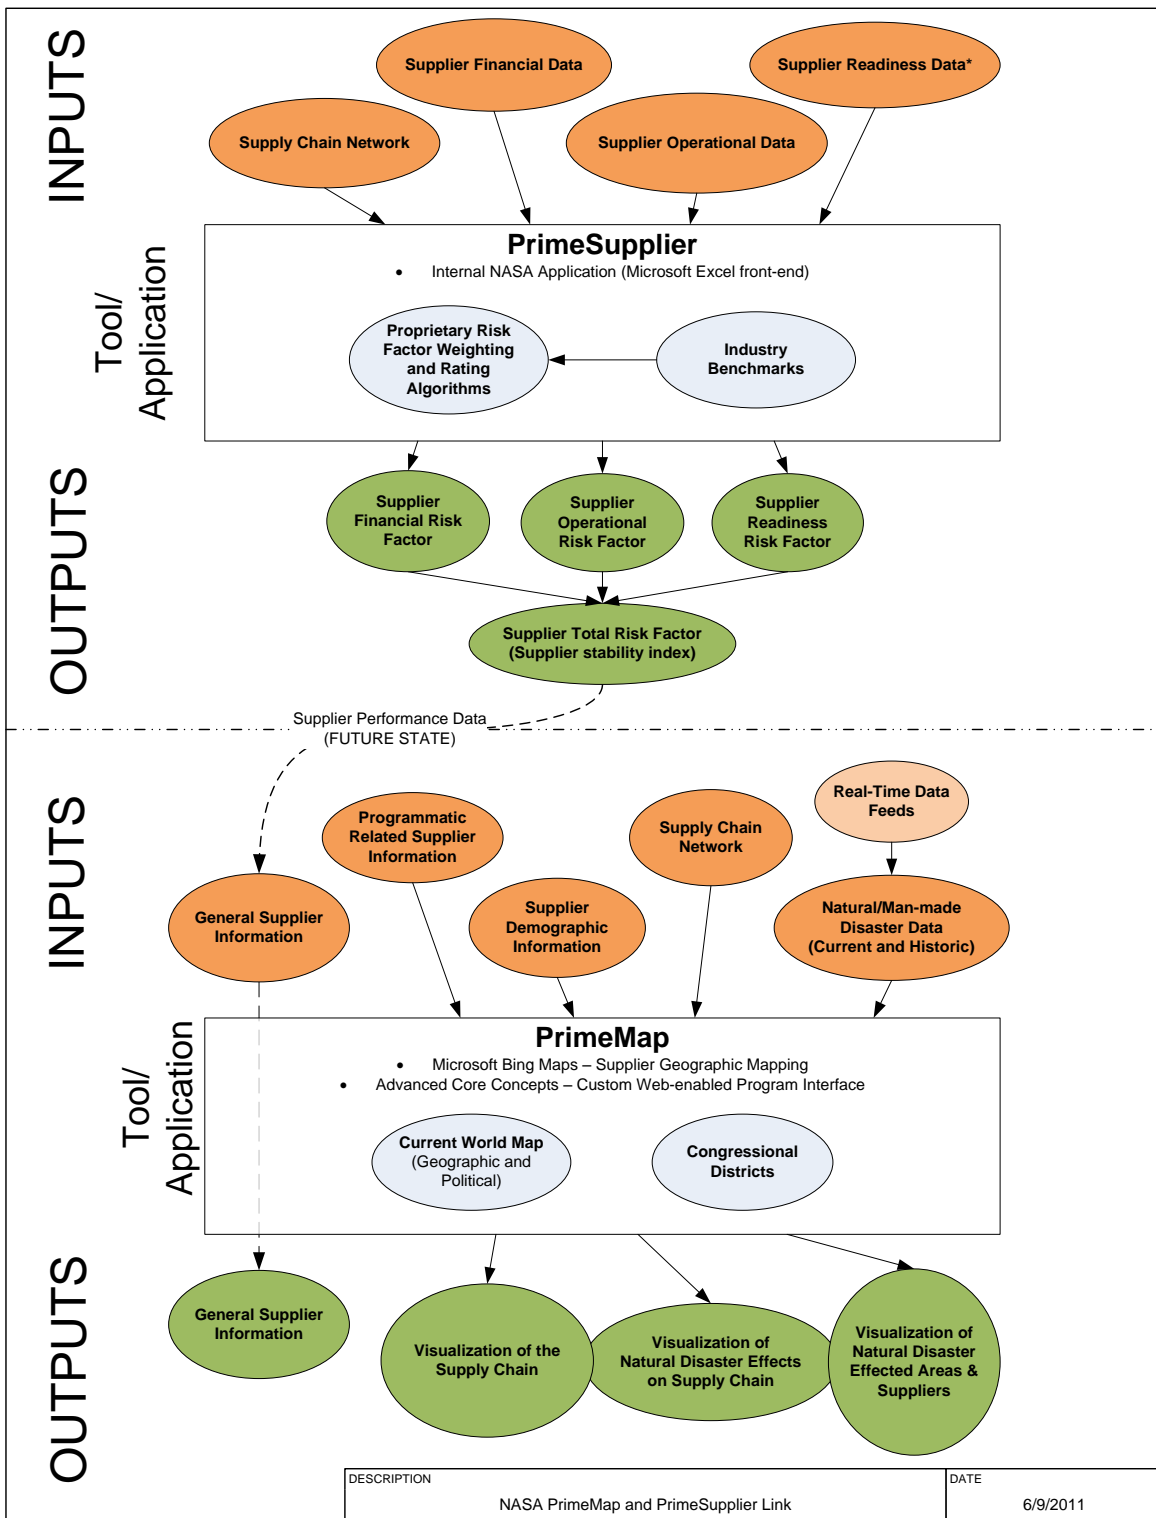 INPUTS
Supplier Financial Data
Supplier Readiness Data*
Supply Chain Network
Supplier Operational Data
Tool/
Application
PrimeSupplier
• Internal NASA Application (Microsoft Excel front-end)
Proprietary Risk
Factor Weighting
and Rating
Algorithms
Industry
Benchmarks
OUTPUTS
Supplier
Financial Risk
Factor
Supplier
Operational
Risk Factor
Supplier
Readiness
Risk Factor
Supplier Total Risk Factor
(Supplier stability index)
Supplier Performance Data
(FUTURE STATE)
INPUTS
Programmatic
Related Supplier
Information
Supply Chain
Network
Real-Time Data
Feeds
General Supplier
Information
Supplier
Demographic
Information
Natural/Man-made
Disaster Data
(Current and Historic)
Tool/
Application
PrimeMap
• Microsoft Bing Maps – Supplier Geographic Mapping
• Advanced Core Concepts – Custom Web-enabled Program Interface
Current World Map
(Geographic and
Political)
Congressional
Districts
OUTPUTS
General Supplier
Information
Visualization of the
Supply Chain
Visualization of
Natural Disaster Effects
on Supply Chain
Visualization of
Natural Disaster
Effected Areas &
Suppliers
DESCRIPTION
NASA PrimeMap and PrimeSupplier Link
DATE
6/9/2011